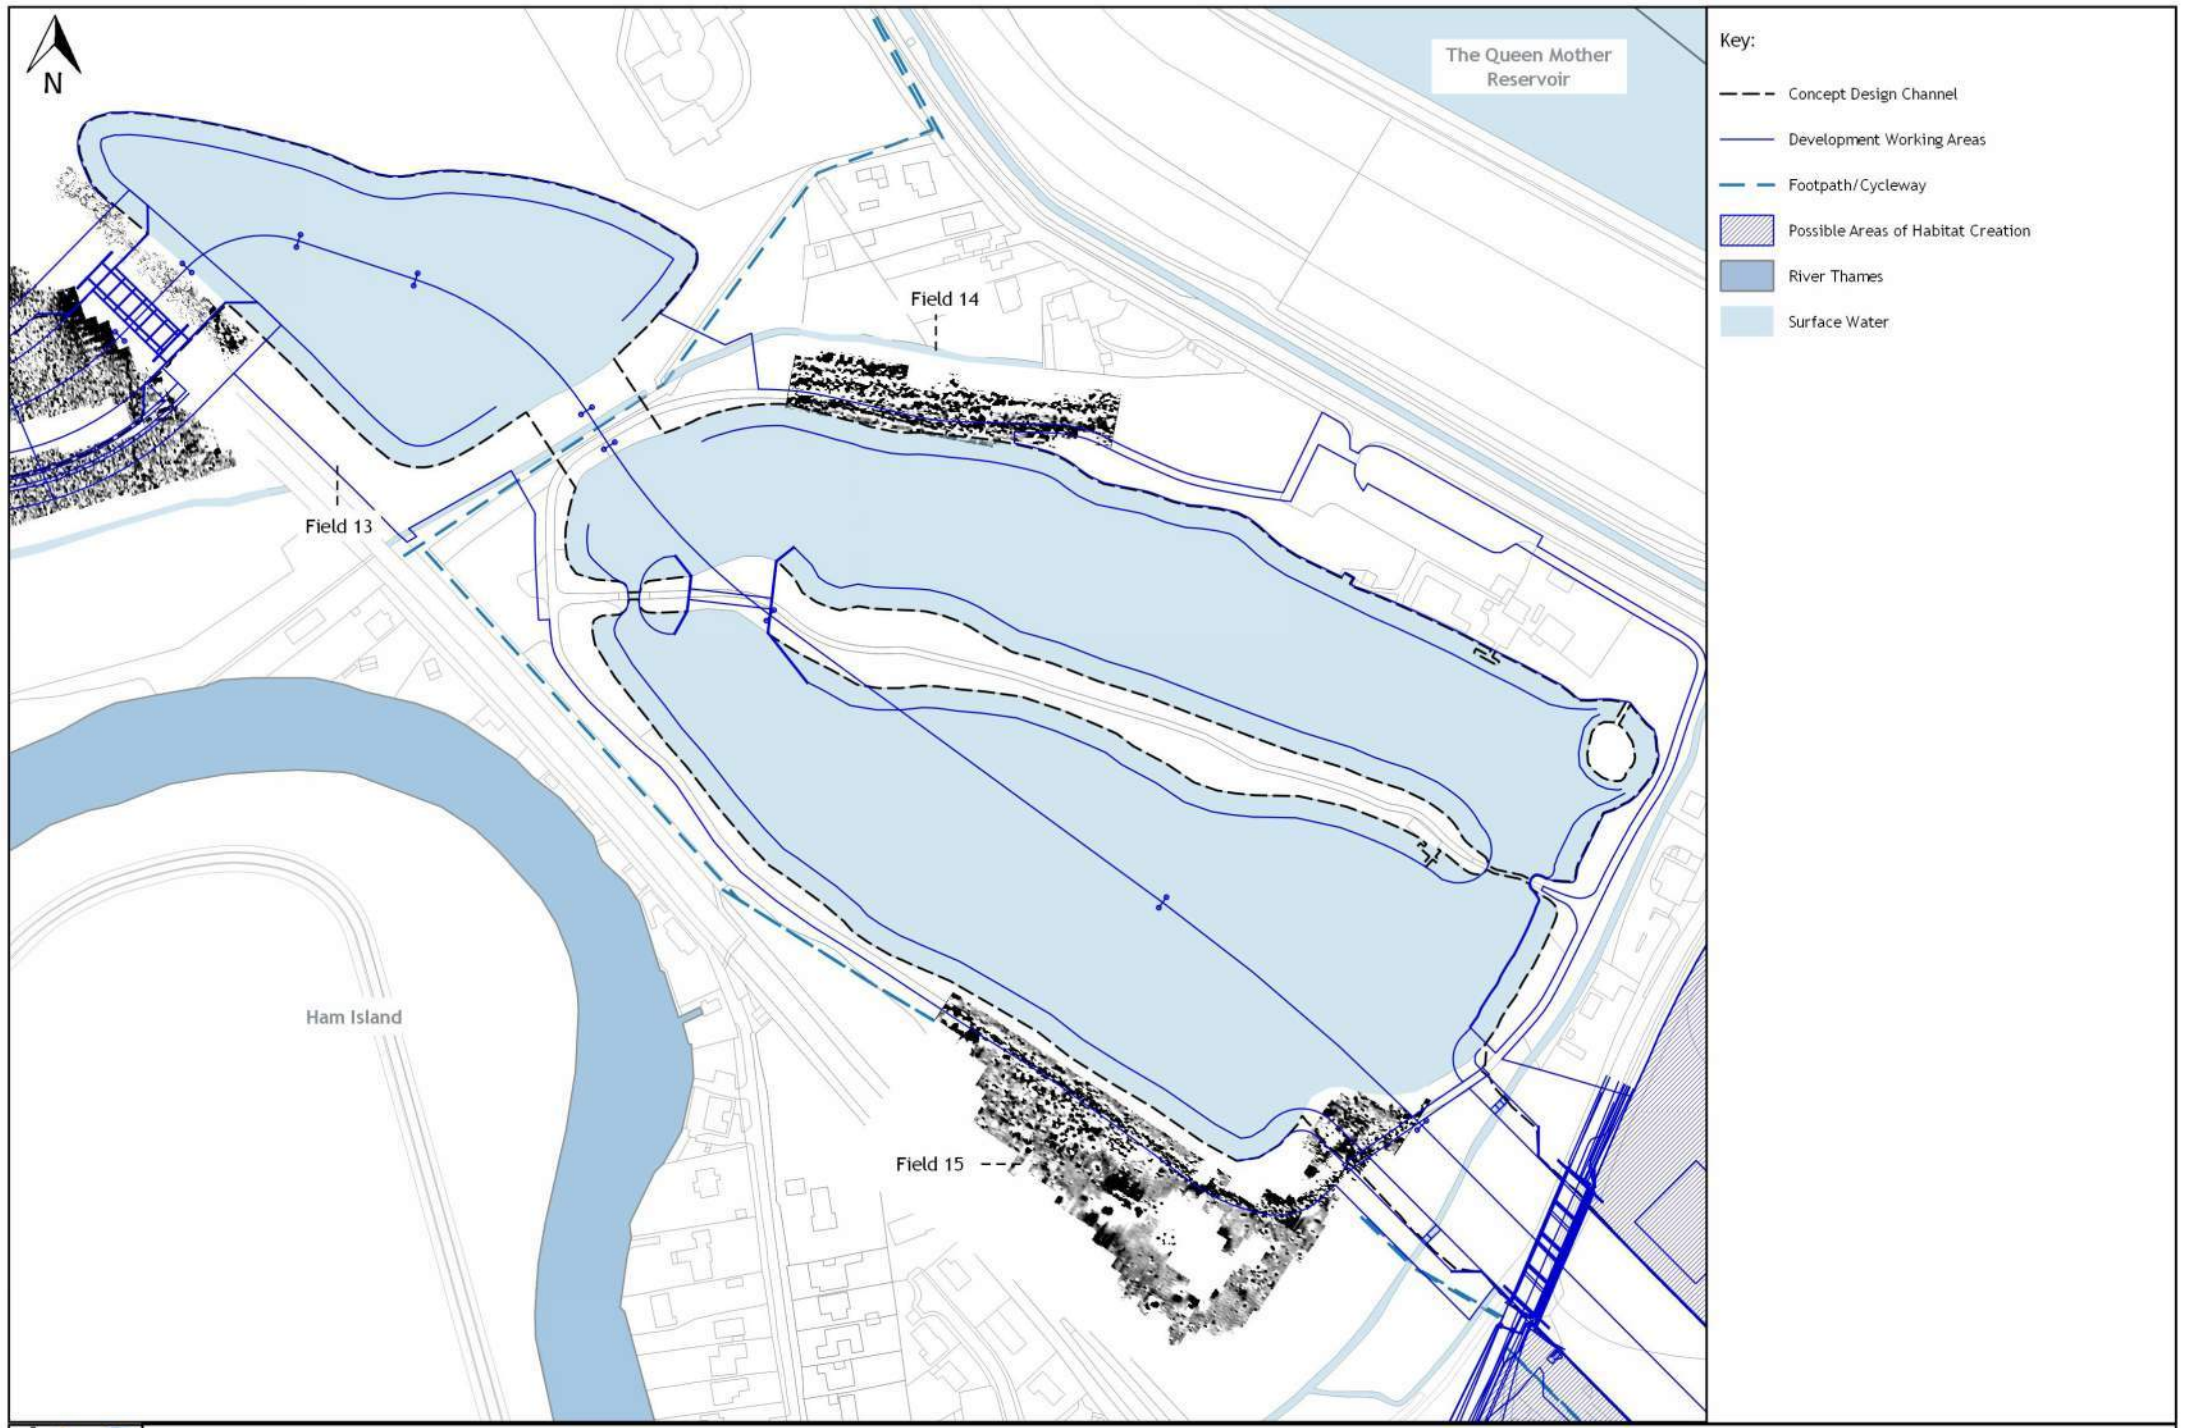 N
The Queen Mother
Reservoir
Field 14
Field 13
Ham Island
Field 15
Key:
Concept Design Channel
Development Working Areas
Footpath/Cycleway
Possible Areas of Habitat Creation
River Thames
Surface Water